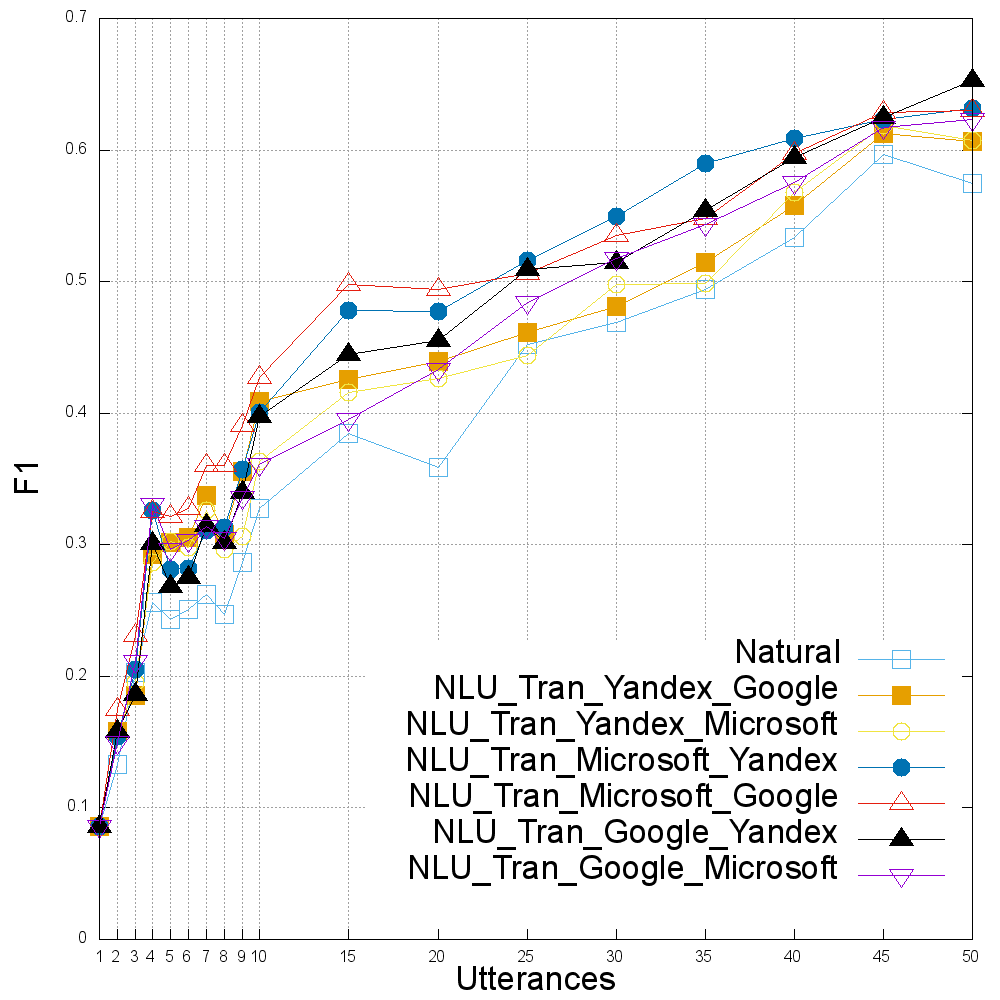 0.7
0.6
0.5
0.4
0.3
0.2
0.1
0
F1
Natural
NLU_Tran_Yandex_Google
NLU_Tran_Yandex_Microsoft
NLU_Tran_Microsoft_Yandex
NLU_Tran_Microsoft_Google
NLU_Tran_Google_Yandex
NLU_Tran_Google_Microsoft
1 2 3 4 5 6 7 8 9 10 15 20 25 30 35 40 45 50
Utterances